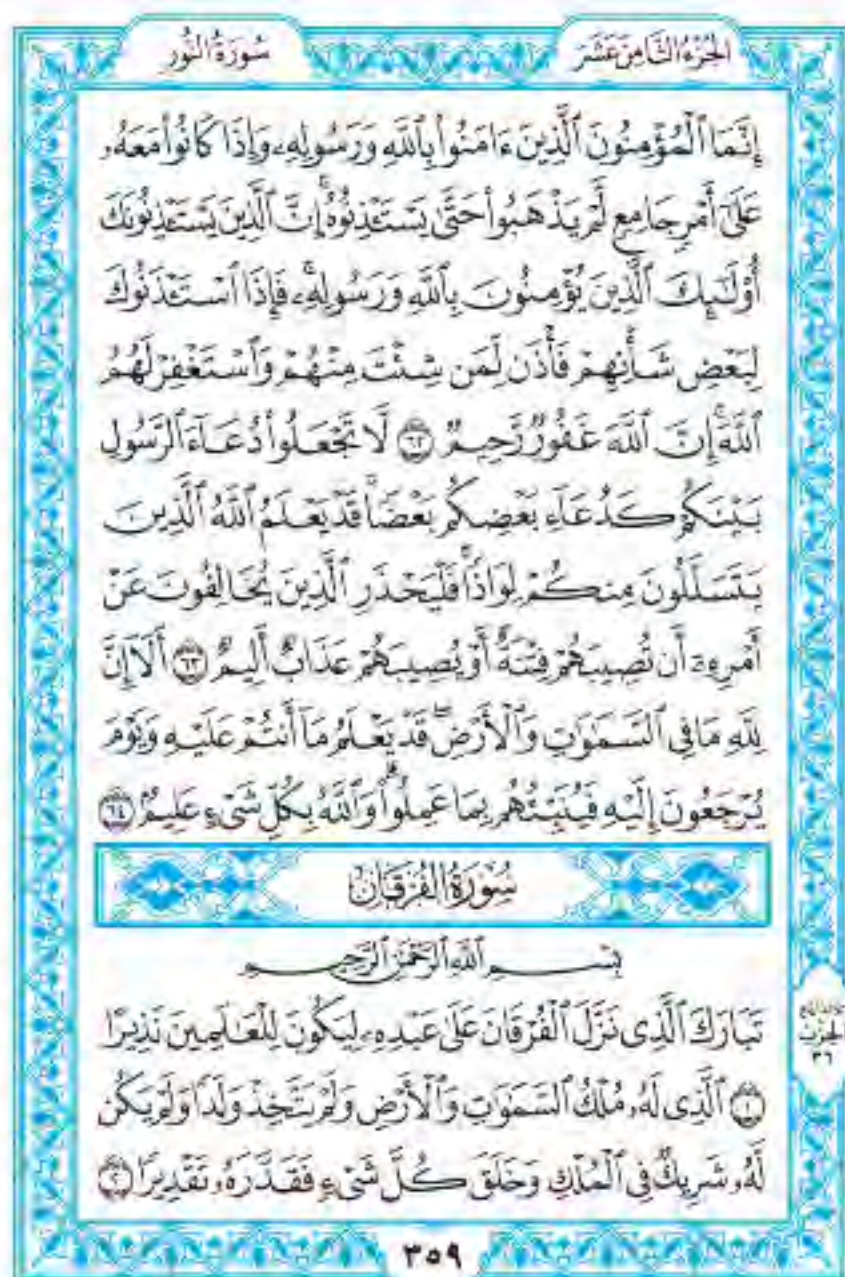 الجزء الثامن عشر
سورة النور
إِنَّمَا ٱلْمُؤْمِنُونَ ٱلَّذِينَ ءَامَنُوا۟ بِٱللَّهِ وَرَسُولِهِۦ وَإِذَا كَانُوا۟ مَعَهُۥ
عَلَىٰٓ أَمْرٍ جَامِعٍ لَّمْ يَذْهَبُوا۟ حَتَّىٰ يَسْتَـْٔذِنُوهُ ۚ إِنَّ ٱلَّذِينَ يَسْتَـْٔذِنُونَكَ
أُو۟لَـٰٓئِكَ ٱلَّذِينَ يُؤْمِنُونَ بِٱللَّهِ وَرَسُولِهِۦ ۚ فَإِذَا ٱسْتَـْٔذَنُوكَ
لِبَعْضِ شَأْنِهِمْ فَأْذَن لِّمَن شِئْتَ مِنْهُمْ وَٱسْتَغْفِرْ لَهُمُ
ٱللَّهَ ۚ إِنَّ ٱللَّهَ غَفُورٌ رَّحِيمٌ ٦٢ لَّا تَجْعَلُوا۟ دُعَآءَ ٱلرَّسُولِ
بَيْنَكُمْ كَدُعَآءِ بَعْضِكُم بَعْضًا ۚ قَدْ يَعْلَمُ ٱللَّهُ ٱلَّذِينَ
يَتَسَلَّلُونَ مِنكُمْ لِوَاذًا ۚ فَلْيَحْذَرِ ٱلَّذِينَ يُخَالِفُونَ عَنْ
أَمْرِهِۦٓ أَن تُصِيبَهُمْ فِتْنَةٌ أَوْ يُصِيبَهُمْ عَذَابٌ أَلِيمٌ ٦٣ أَلَآ إِنَّ
لِلَّهِ مَا فِى ٱلسَّمَـٰوَٰتِ وَٱلْأَرْضِ ۖ قَدْ يَعْلَمُ مَآ أَنتُمْ عَلَيْهِ وَيَوْمَ
يُرْجَعُونَ إِلَيْهِ فَيُنَبِّئُهُم بِمَا عَمِلُوا۟ ۗ وَٱللَّهُ بِكُلِّ شَىْءٍ عَلِيمٌۢ ٦٤
سُورَةُ الْفُرْقَانِ
بِسْمِ ٱللَّهِ ٱلرَّحْمَـٰنِ ٱلرَّحِيمِ
تَبَارَكَ ٱلَّذِى نَزَّلَ ٱلْفُرْقَانَ عَلَىٰ عَبْدِهِۦ لِيَكُونَ لِلْعَـٰلَمِينَ نَذِيرًا
١ ٱلَّذِى لَهُۥ مُلْكُ ٱلسَّمَـٰوَٰتِ وَٱلْأَرْضِ وَلَمْ يَتَّخِذْ وَلَدًا وَلَمْ يَكُن
لَّهُۥ شَرِيكٌ فِى ٱلْمُلْكِ وَخَلَقَ كُلَّ شَىْءٍ فَقَدَّرَهُۥ تَقْدِيرًا ٢
الحزب
٣٦
٣٥٩